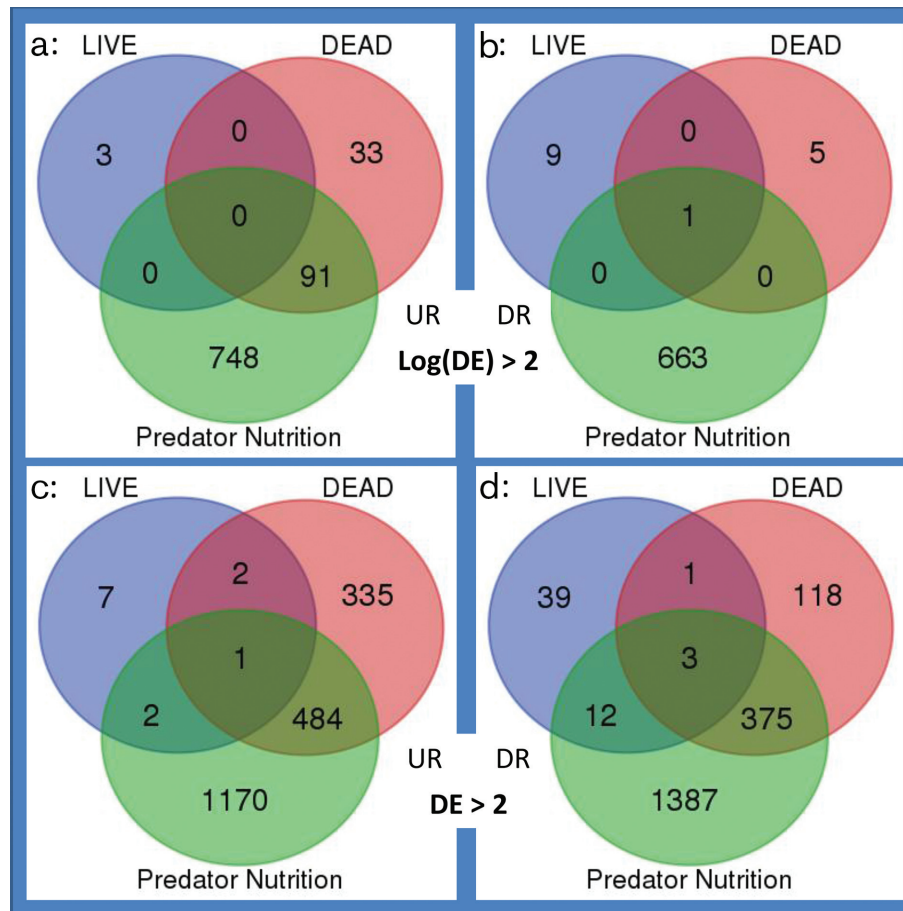 a: LIVE DEAD
3 0 33
0
0 91
748
Predator Nutrition
b: LIVE DEAD
9 0 5
1
0 0
663
Predator Nutrition
UR DR
Log(DE) > 2
c: LIVE DEAD
7 2 335
1
2 484
1170
Predator Nutrition
d: LIVE DEAD
39 1 118
3
12 375
1387
Predator Nutrition
UR DR
DE > 2